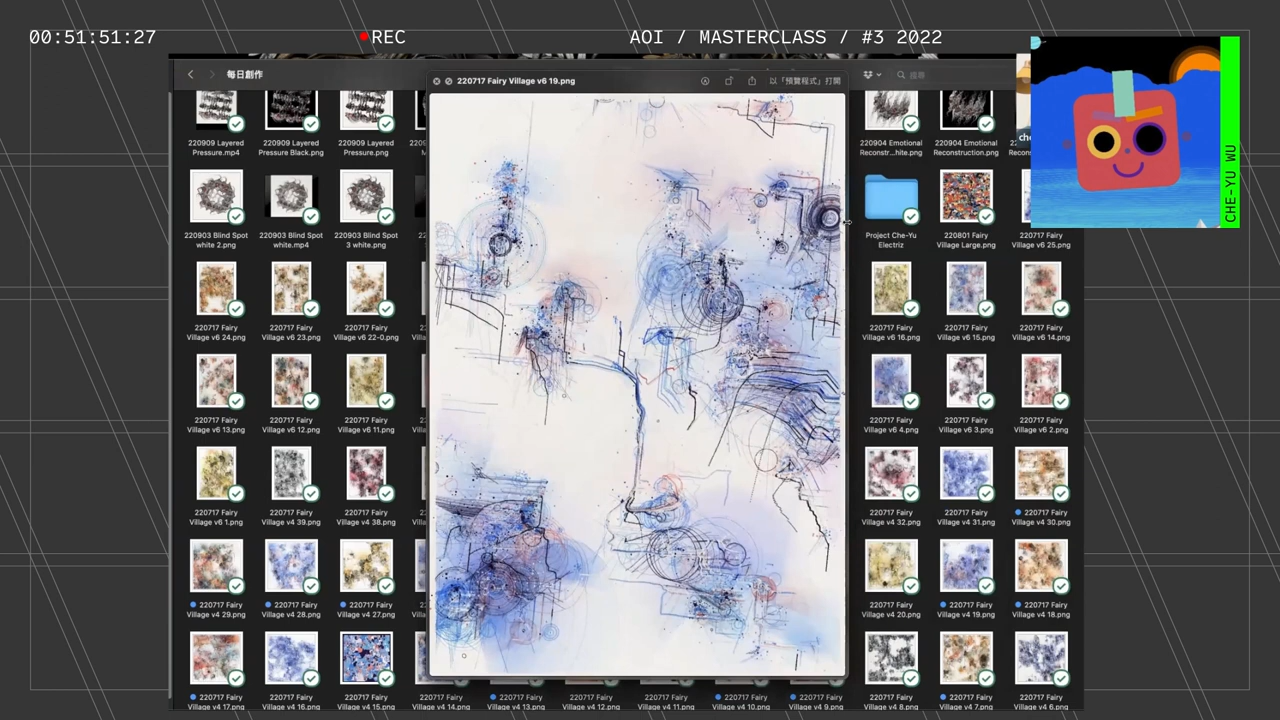 00:51:51:27
REC
AOI / MASTERCLASS / #3 2022
每日創作
220717 Fairy Village v6 19.png
以「預覽程式」打開
搜尋
CHE-YU WU
220909 Layered
Pressure.mp4
220909 Layered
Pressure Black.png
220909 Layered
Pressure.png
220904 Emotional
Reconstr...hite.png
220904 Emotional
Reconstruction.png
220903 Blind Spot
white 2.png
220903 Blind Spot
white.mp4
220903 Blind Spot
3 white.png
Project Che-Yu
Electriz
220801 Fairy
Village Large.png
220717 Fairy
Village v6 25.png
220717 Fairy
Village v6 24.png
220717 Fairy
Village v6 23.png
220717 Fairy
Village v6 22-0.png
220717 Fairy
Village v6 16.png
220717 Fairy
Village v6 15.png
220717 Fairy
Village v6 14.png
220717 Fairy
Village v6 13.png
220717 Fairy
Village v6 12.png
220717 Fairy
Village v6 11.png
220717 Fairy
Village v6 4.png
220717 Fairy
Village v6 3.png
220717 Fairy
Village v6 2.png
220717 Fairy
Village v6 1.png
220717 Fairy
Village v4 39.png
220717 Fairy
Village v4 38.png
220717 Fairy
Village v4 32.png
220717 Fairy
Village v4 31.png
220717 Fairy
Village v4 30.png
220717 Fairy
Village v4 29.png
220717 Fairy
Village v4 28.png
220717 Fairy
Village v4 27.png
220717 Fairy
Village v4 20.png
220717 Fairy
Village v4 19.png
220717 Fairy
Village v4 18.png
220717 Fairy
Village v4 17.png
220717 Fairy
Village v4 16.png
220717 Fairy
Village v4 15.png
220717 Fairy
Village v4 14.png
220717 Fairy
Village v4 13.png
220717 Fairy
Village v4 12.png
220717 Fairy
Village v4 11.png
220717 Fairy
Village v4 10.png
220717 Fairy
Village v4 9.png
220717 Fairy
Village v4 8.png
220717 Fairy
Village v4 7.png
220717 Fairy
Village v4 6.png